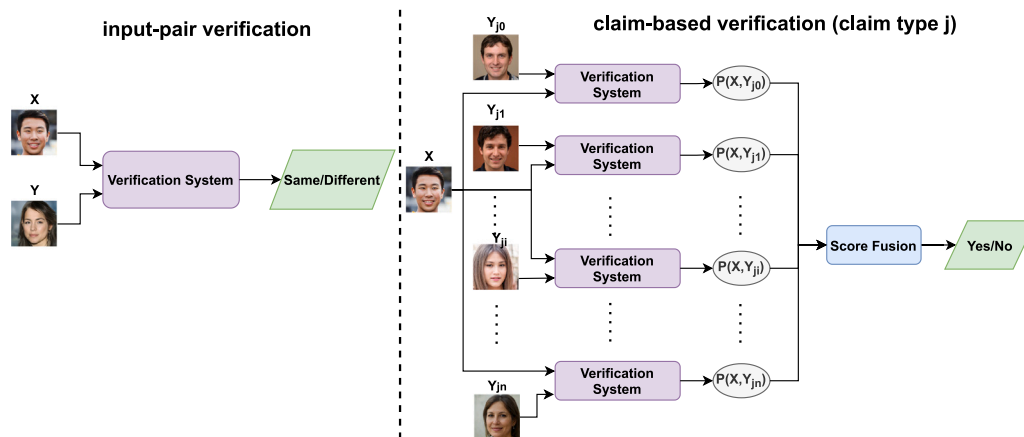 input-pair verification
X
Y
Verification System
Same/Different
claim-based verification (claim type j)
X
Yj0
Verification
System
P(X,Yj0)
Yj1
Verification
System
P(X,Yj1)
Yji
Verification
System
P(X,Yji)
Yjn
Verification
System
P(X,Yjn)
Score Fusion
Yes/No